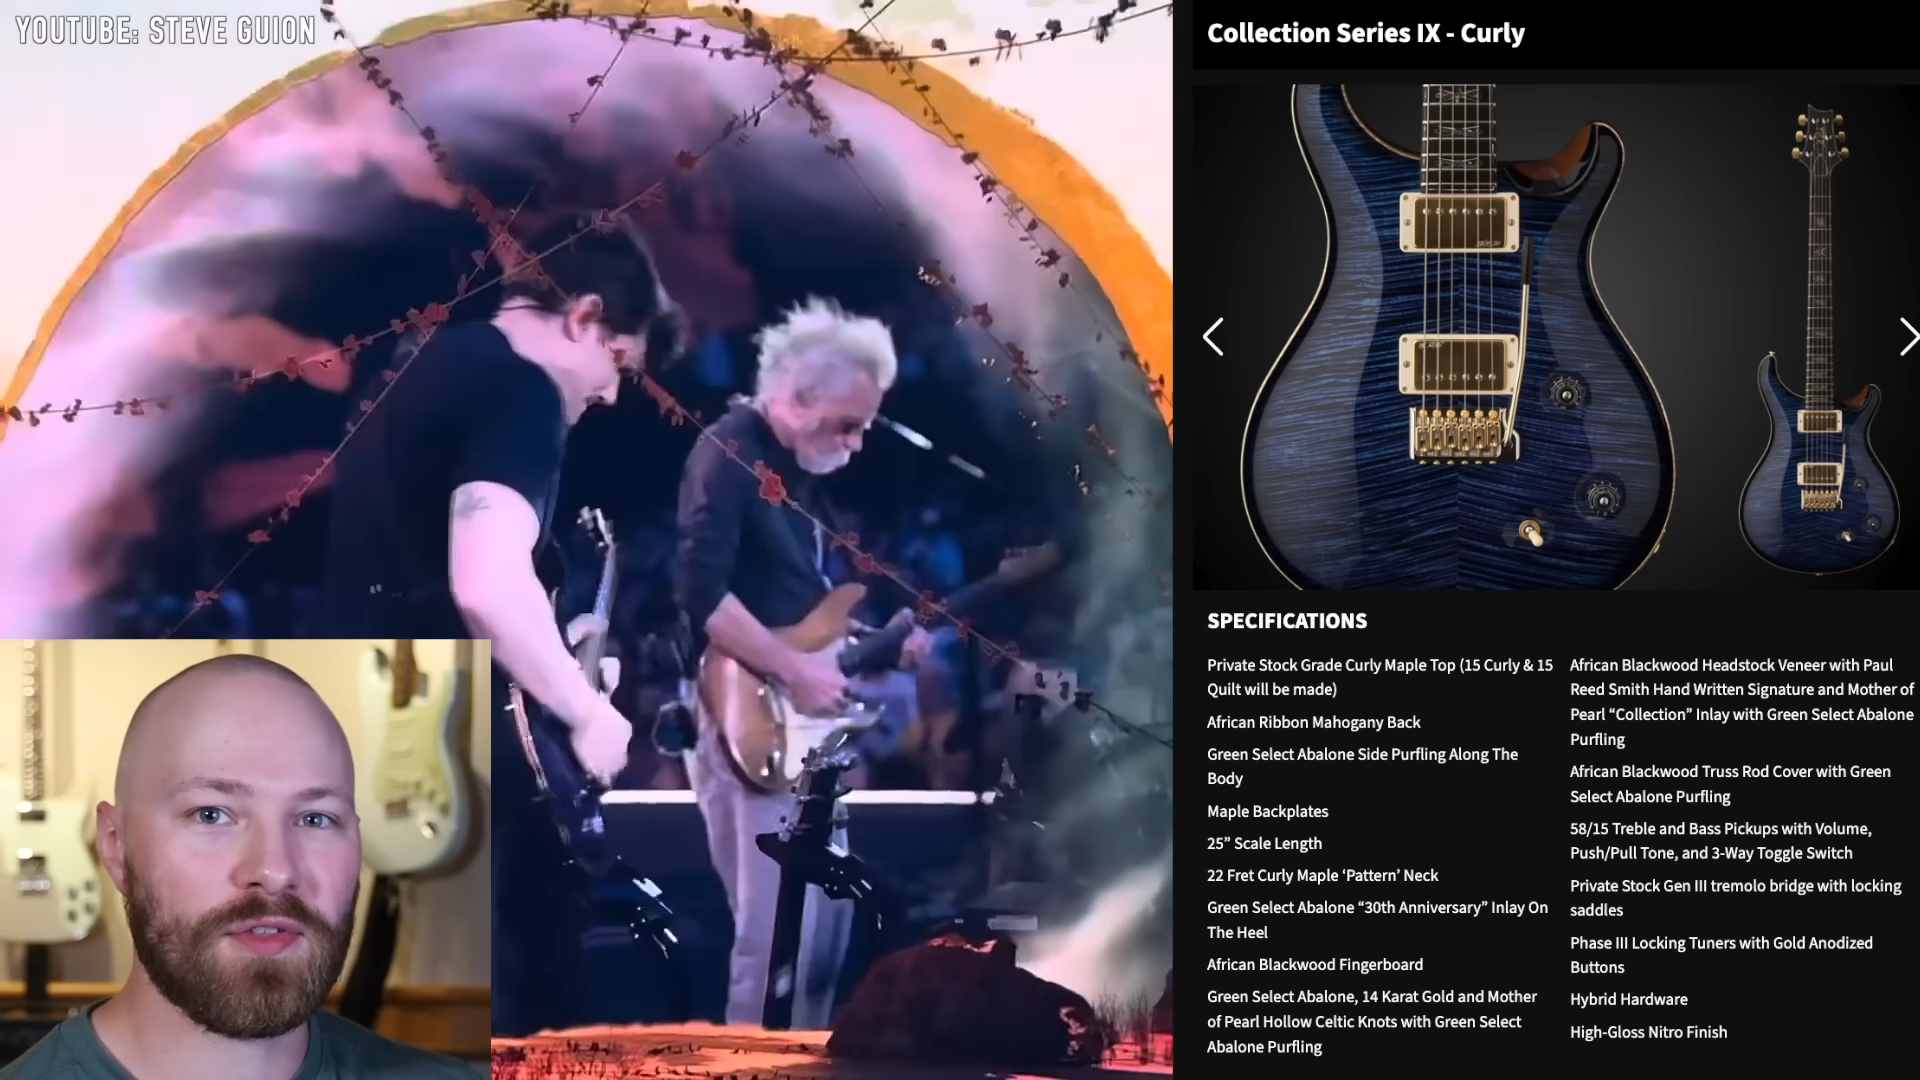 YOUTUBE: STEVE GUION
Collection Series IX - Curly
SPECIFICATIONS
Private Stock Grade Curly Maple Top (15 Curly & 15
Quilt will be made)
African Ribbon Mahogany Back
Green Select Abalone Side Purfling Along The
Body
Maple Backplates
25” Scale Length
22 Fret Curly Maple ‘Pattern’ Neck
Green Select Abalone “30th Anniversary” Inlay On
The Heel
African Blackwood Fingerboard
Green Select Abalone, 14 Karat Gold and Mother
of Pearl Hollow Celtic Knots with Green Select
Abalone Purfling
African Blackwood Headstock Veneer with Paul
Reed Smith Hand Written Signature and Mother of
Pearl “Collection” Inlay with Green Select Abalone
Purfling
African Blackwood Truss Rod Cover with Green
Select Abalone Purfling
58/15 Treble and Bass Pickups with Volume,
Push/Pull Tone, and 3-Way Toggle Switch
Private Stock Gen III tremolo bridge with locking
saddles
Phase III Locking Tuners with Gold Anodized
Buttons
Hybrid Hardware
High-Gloss Nitro Finish